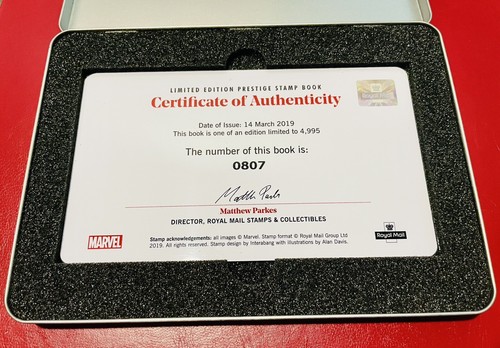 LIMITED EDITION PRESTIGE STAMP BOOK
Certificate of Authenticity
Date of Issue: 14 March 2019
This book is one of an edition limited to 4,995
The number of this book is:
0807
Matthew Parkes
DIRECTOR, ROYAL MAIL STAMPS & COLLECTIBLES
MARVEL
Stamp acknowledgements: all images © Marvel. Stamp format © Royal Mail Group Ltd
2019. All rights reserved. Stamp design by Interabang with illustrations by Alan Davis.
Royal Mail